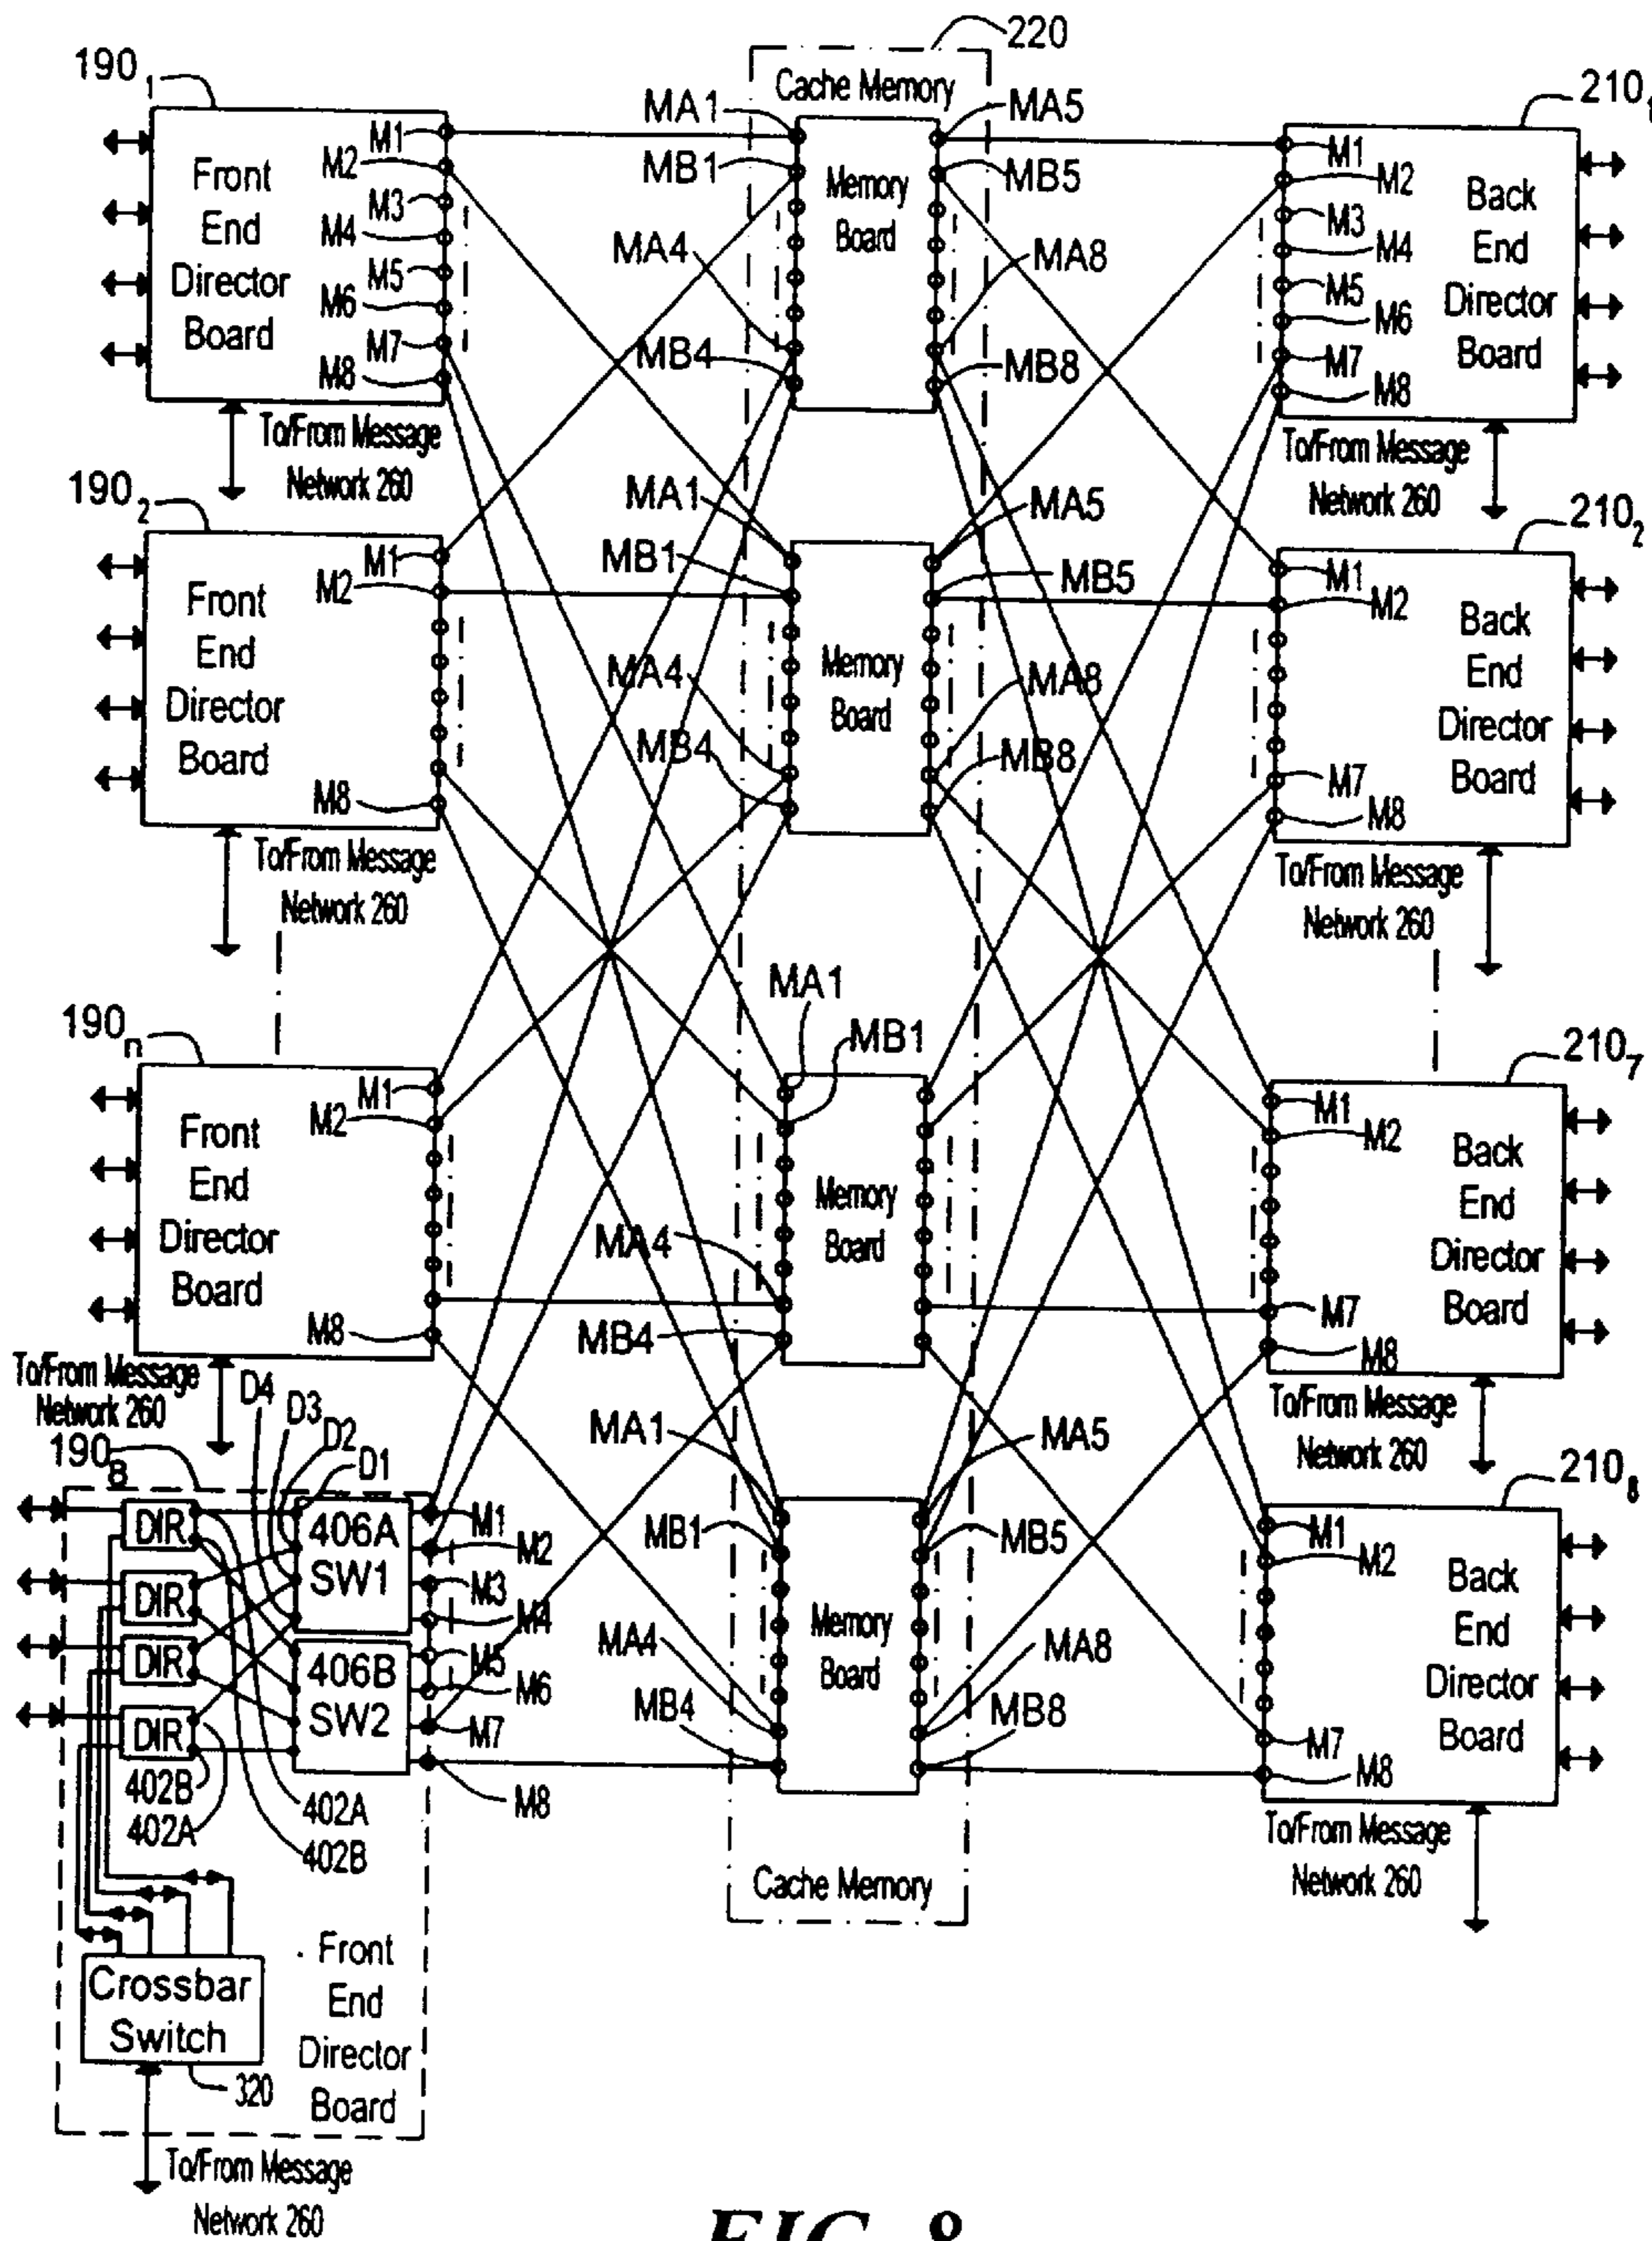 220
190 1
Cache Memory
210
MA1
MA5
M1
M2
M3
M4
M5
M6
M7
M8
Front
End
Director
Board
MB1
MB5
Memory
Board
MA4
MA8
MB4
MB8
M1
M2
M3
M4
M5
M6
M7
M8
Back
End
Director
Board
To/From Message
Network 260
To/From Message
Network 260
190 2
MA1
MA5
210 2
M1
M2
M8
Front
End
Director
Board
MB1
MB5
Memory
Board
MA4
MA8
MB4
MB8
M1
M2
M7
M8
Back
End
Director
Board
To/From Message
Network 260
To/From Message
Network 260
190 n
MA1
MB1
210 7
M1
M2
M8
Front
End
Director
Board
Memory
Board
MA4
MB4
M1
M2
M7
M8
Back
End
Director
Board
To/From Message
Network 260
To/From Message
Network 260
190 8
D4
D3
D2
D1
MA1
MA5
210 8
DIR
DIR
DIR
DIR
406A
SW1
406B
SW2
M1
M2
M3
M4
M5
M6
M7
M8
MB1
MB5
Memory
Board
MA4
MA8
MB4
MB8
M1
M2
M7
M8
Back
End
Director
Board
402B
402A
402A
402B
Cache Memory
To/From Message
Network 260
Crossbar
Switch
320
Front
End
Director
Board
To/From Message
Network 260
FIG. 8